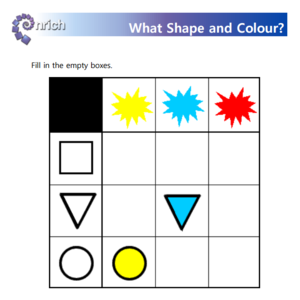 nrich
What Shape and Colour?
Fill in the empty boxes.